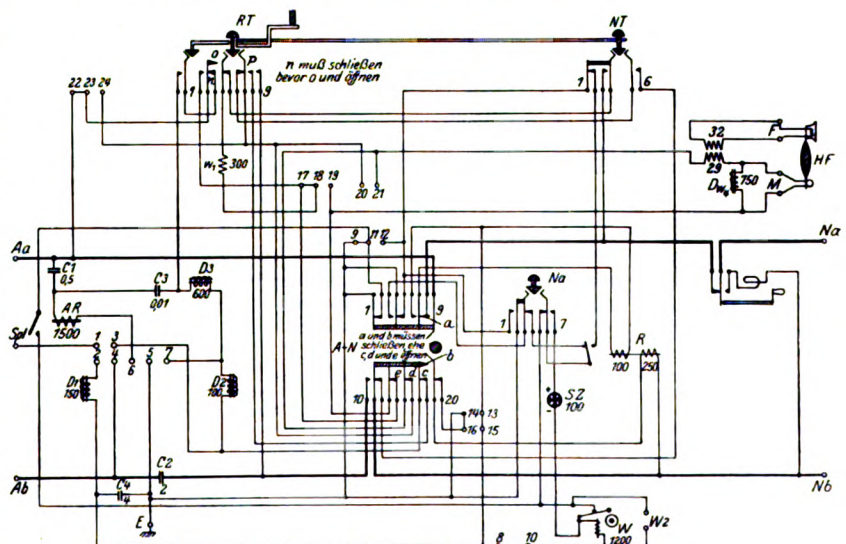 RT
NT
n muß schließen
bevor o und öffnen
o
n
p
1
9
1
6
22 23 24
W₁ 300
17 18 19
20 21
32
29
F
HF
M
750
Aa
Na
C1
0,5
C3
0,01
D3
600
9 11 12
AR
1500
Spl
1 3
2 4
5 7
6
D1
150
D2
100
1 9
a
A-N
a und b müssen
schließen, ehe
c, d und e öffnen
b
e d c
10 20
Na
1 7
R
100 250
SZ
100
14 13
16 15
Ab
C2
2
C4
4
Nb
E
W
1200
W2
8 10